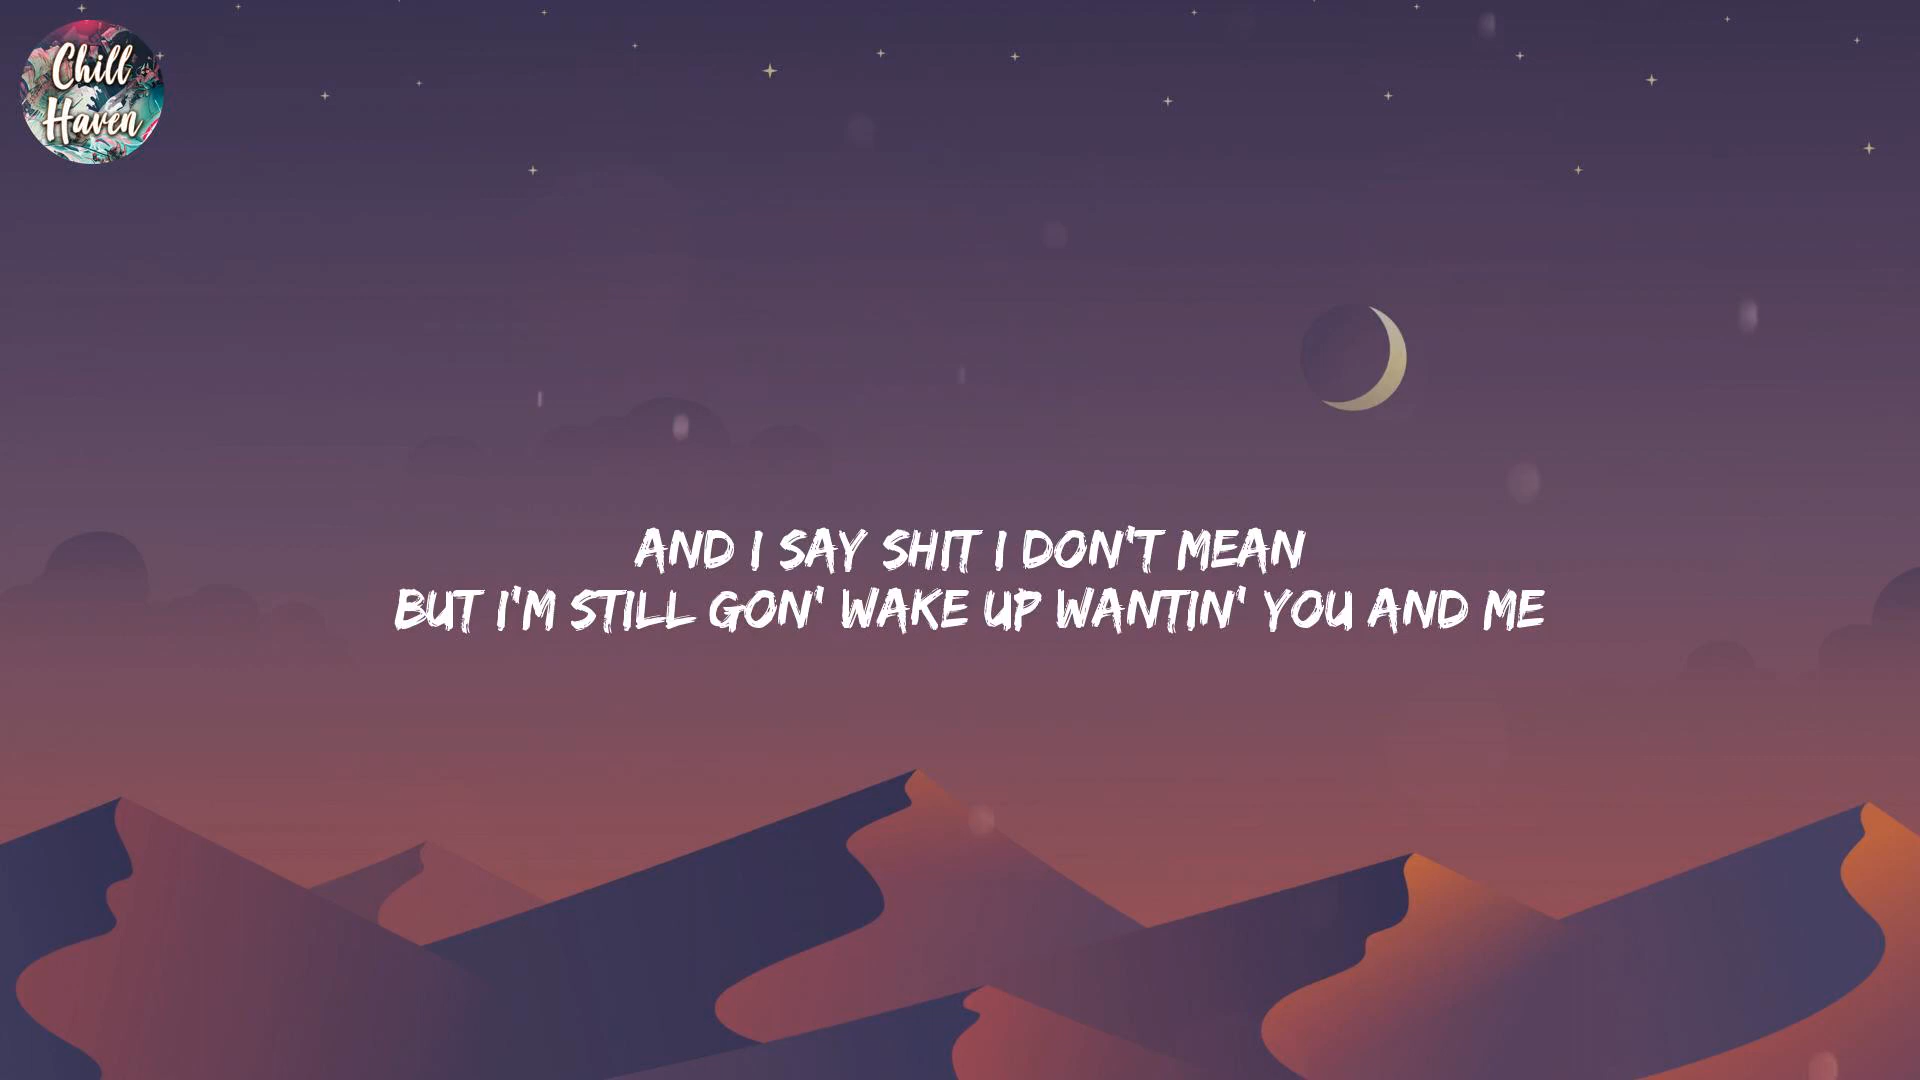 Chill
Haven
AND I SAY SHIT I DON'T MEAN
BUT I'M STILL GON' WAKE UP WANTIN' YOU AND ME